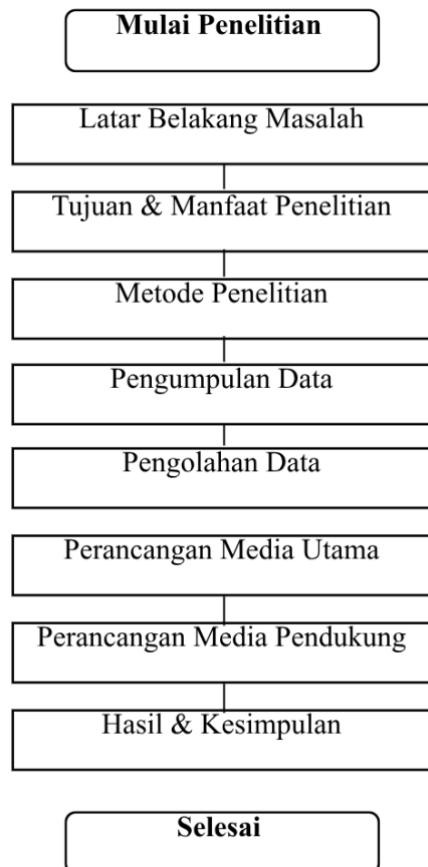 Mulai Penelitian
Latar Belakang Masalah
Tujuan & Manfaat Penelitian
Metode Penelitian
Pengumpulan Data
Pengolahan Data
Perancangan Media Utama
Perancangan Media Pendukung
Hasil & Kesimpulan
Selesai